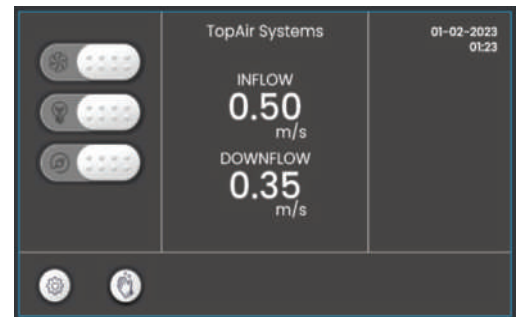 TopAir Systems
01-02-2023
01:23
INFLOW
0.50
m/s
DOWNFLOW
0.35
m/s